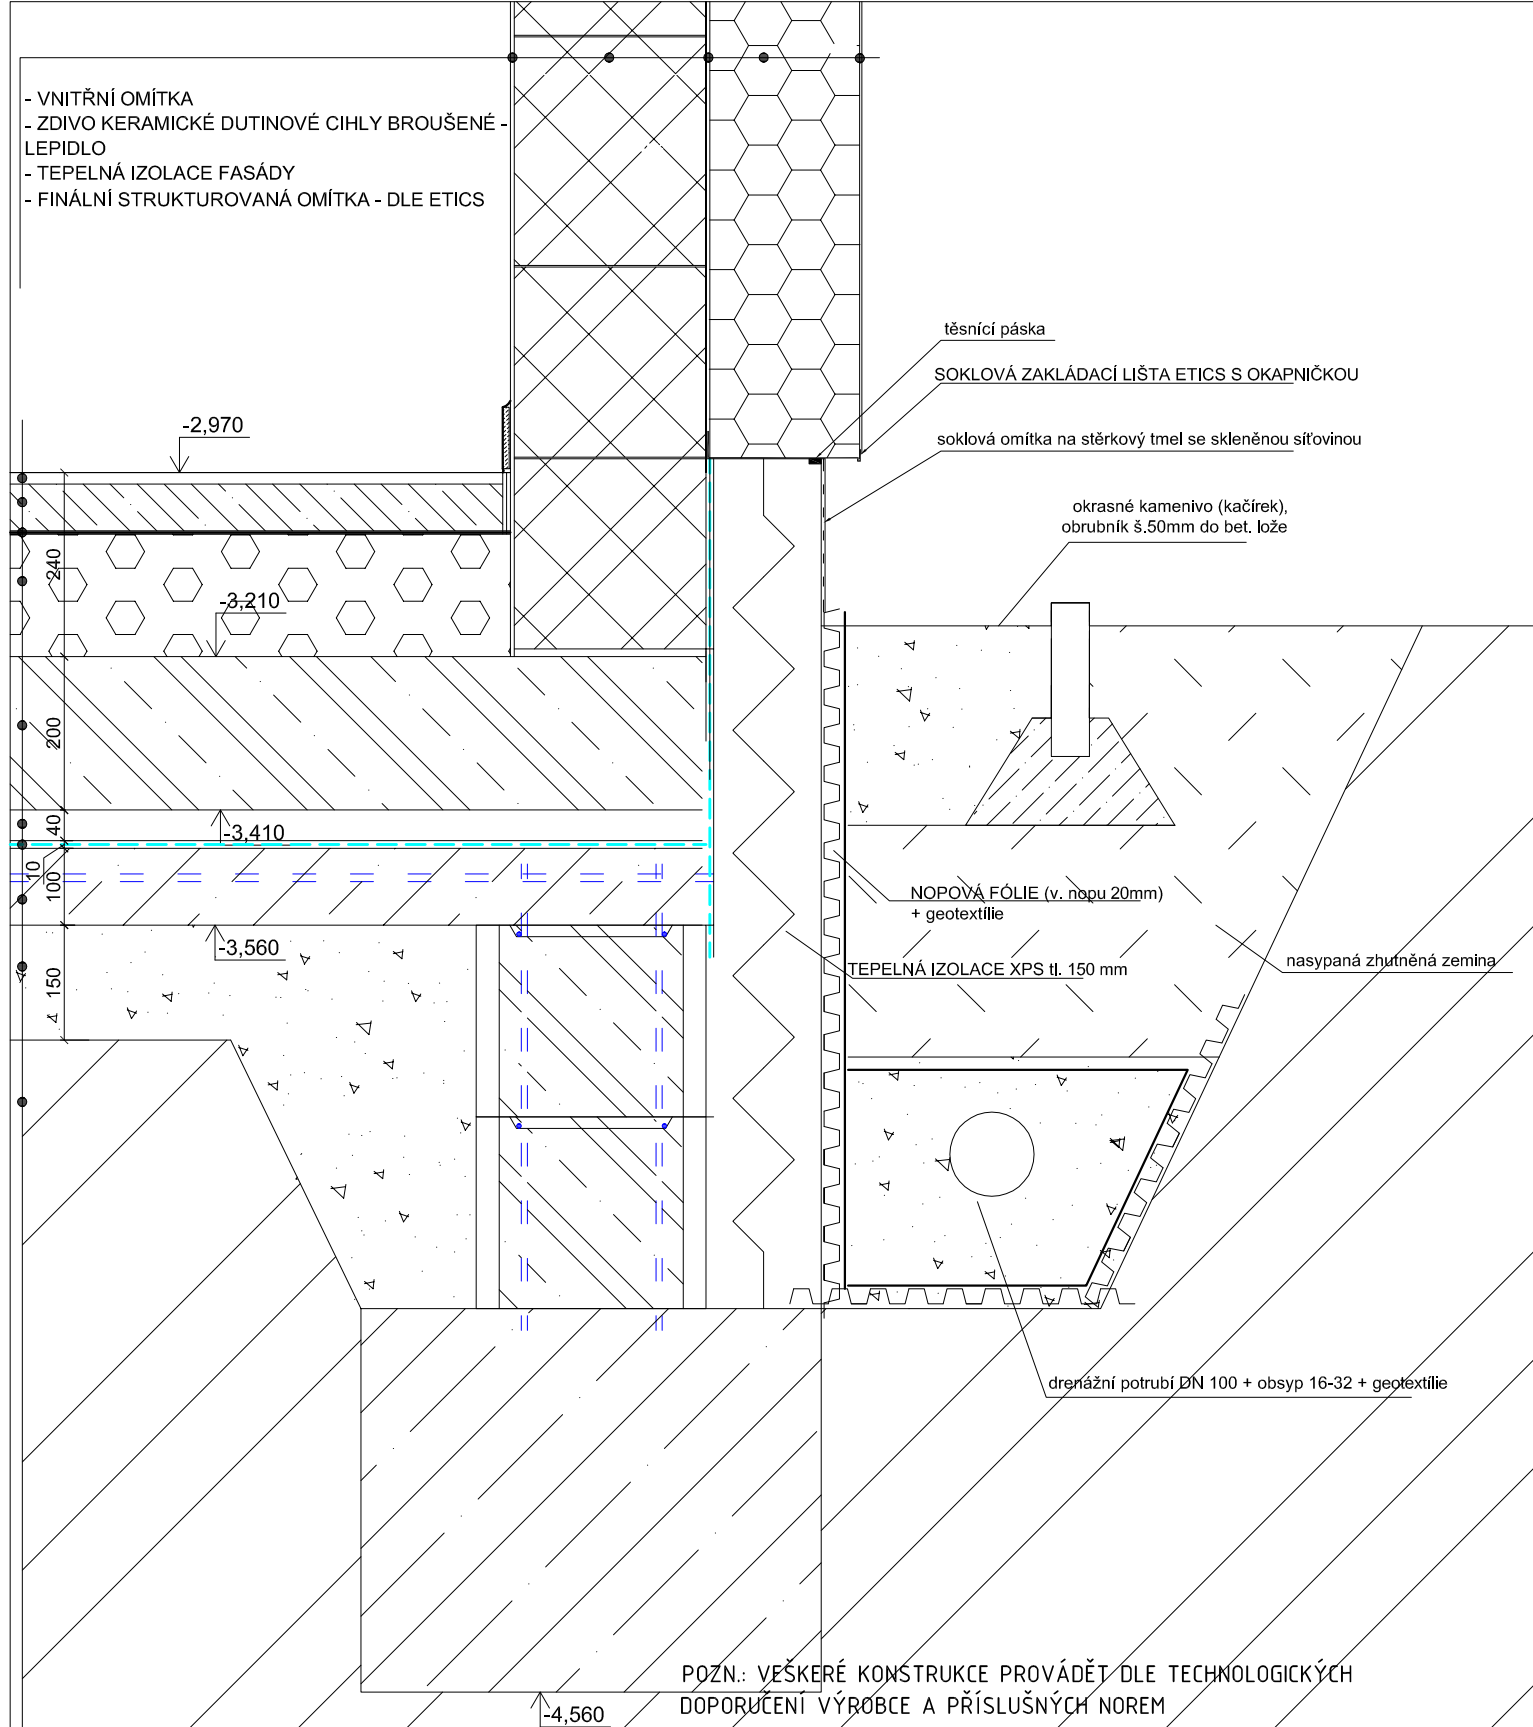 - VNITŘNÍ OMÍTKA
- ZDIVO KERAMICKÉ DUTINOVÉ CIHLY BROUŠENÉ -
LEPIDLO
- TEPELNÁ IZOLACE FASÁDY
- FINÁLNÍ STRUKTUROVANÁ OMÍTKA - DLE ETICS
těsnící páska
SOKLOVÁ ZAKLÁDACÍ LIŠTA ETICS S OKAPNIČKOU
-2,970
soklová omítka na stěrkový tmel se skleněnou síťovinou
okrasné kamenivo (kačírek),
obrubník š.50mm do bet. lože
240
-3,210
200
40
-3,410
10
100
NOPOVÁ FÓLIE (v. nopu 20mm)
+ geotextílie
-3,560
TEPELNÁ IZOLACE XPS tl. 150 mm
nasypaná zhutněná zemina
150
drenážní potrubí DN 100 + obsyp 16-32 + geotextílie
POZN.: VEŠKERÉ KONSTRUKCE PROVÁDĚT DLE TECHNOLOGICKÝCH
DOPORUČENÍ VÝROBCE A PŘÍSLUŠNÝCH NOREM
-4,560